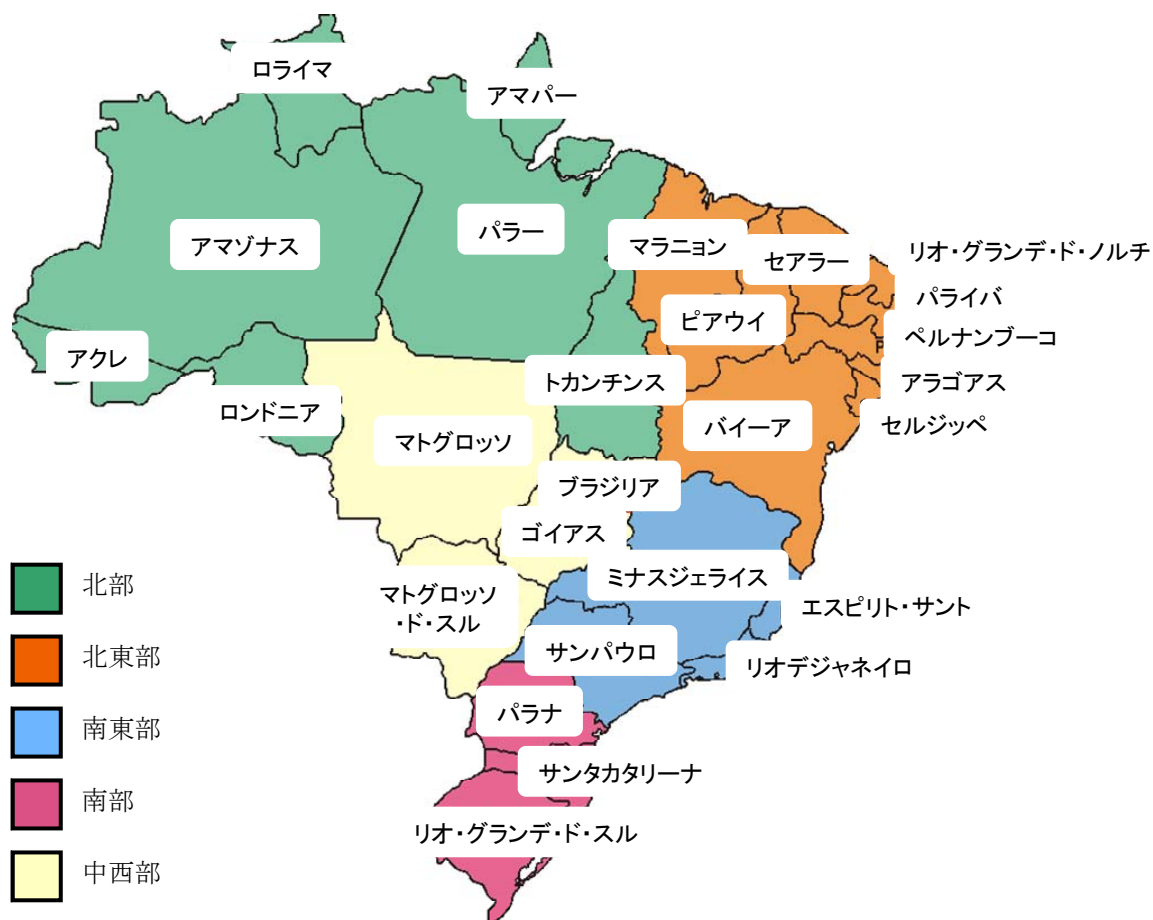 ロライマ
アマパー
アマゾナス
パラー
マラニョン
セアラー
リオ・グランデ・ド・ノルチ
パライバ
ピアウイ
ペルナンブーコ
アクレ
トカンチンス
アラゴアス
ロンドニア
マトグロッソ
バイーア
セルジッペ
ブラジリア
ゴイアス
ミナスジェライス
マトグロッソ
・ド・スル
エスピリト・サント
サンパウロ
リオデジャネイロ
パラナ
サンタカタリーナ
リオ・グランデ・ド・スル
北部
北東部
南東部
南部
中西部